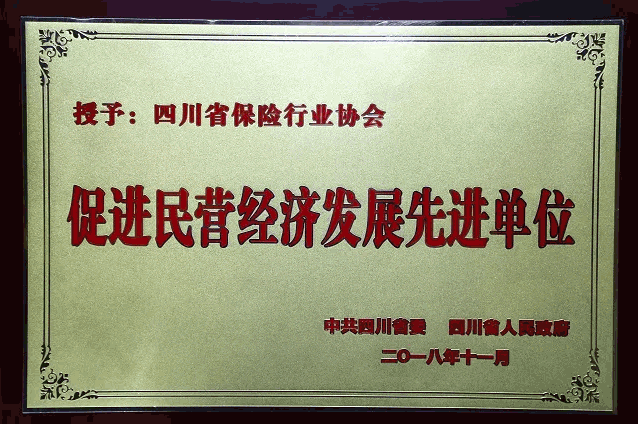 授予：四川省保险行业协会
促进民营经济发展先进单位
中共四川省委 四川省人民政府
二〇一八年十一月